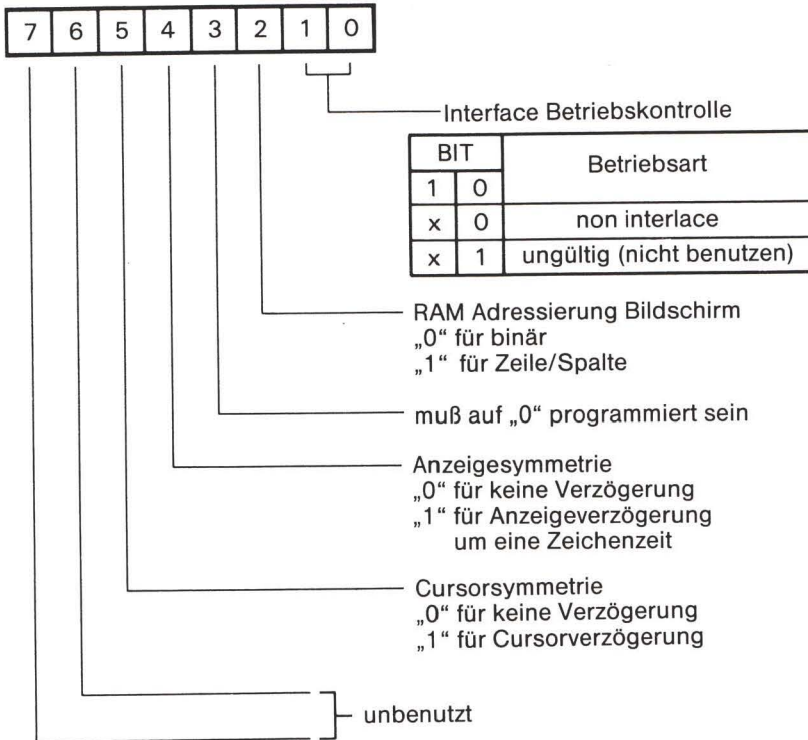 7 6 5 4 3 2 1 0
Interface Betriebskontrolle
BIT Betriebsart
1 0
x 0 non interlace
x 1 ungültig (nicht benutzen)
RAM Adressierung Bildschirm
„0“ für binär
„1“ für Zeile/Spalte
muß auf „0“ programmiert sein
Anzeigesymmetrie
„0“ für keine Verzögerung
„1“ für Anzeigeverzögerung
um eine Zeichenzeit
Cursorsymmetrie
„0“ für keine Verzögerung
„1“ für Cursorverzögerung
unbenutzt